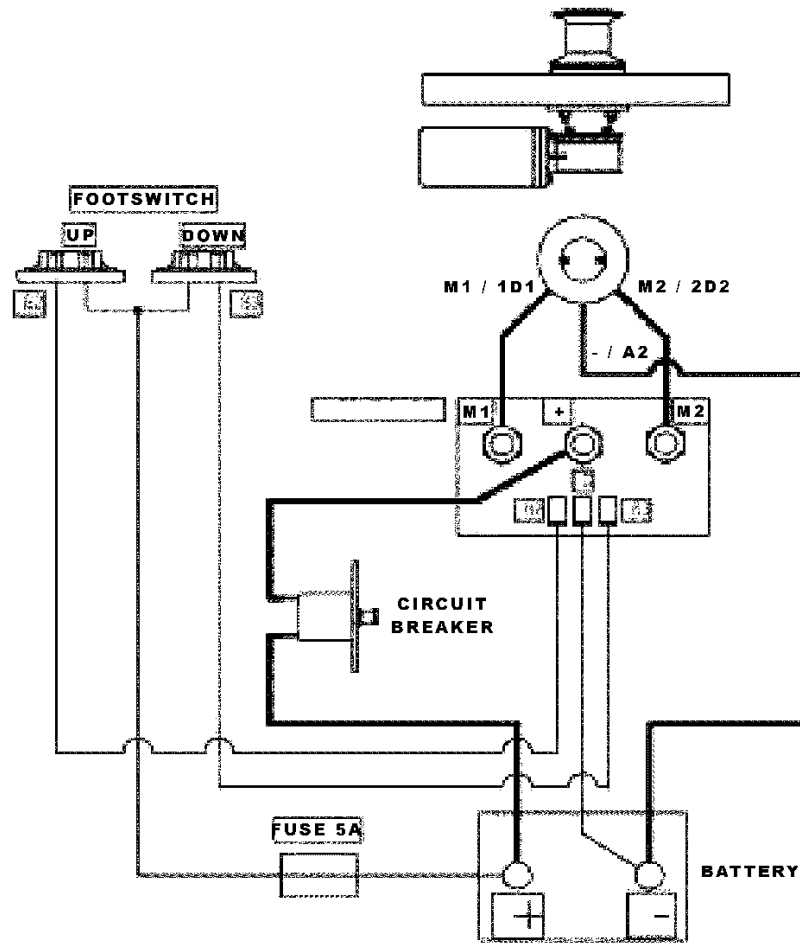 FOOTSWITCH
UP
DOWN
M1 / 1D1
M2 / 2D2
- / A2
M1
+
M2
CIRCUIT
BREAKER
FUSE 5A
BATTERY
+
-